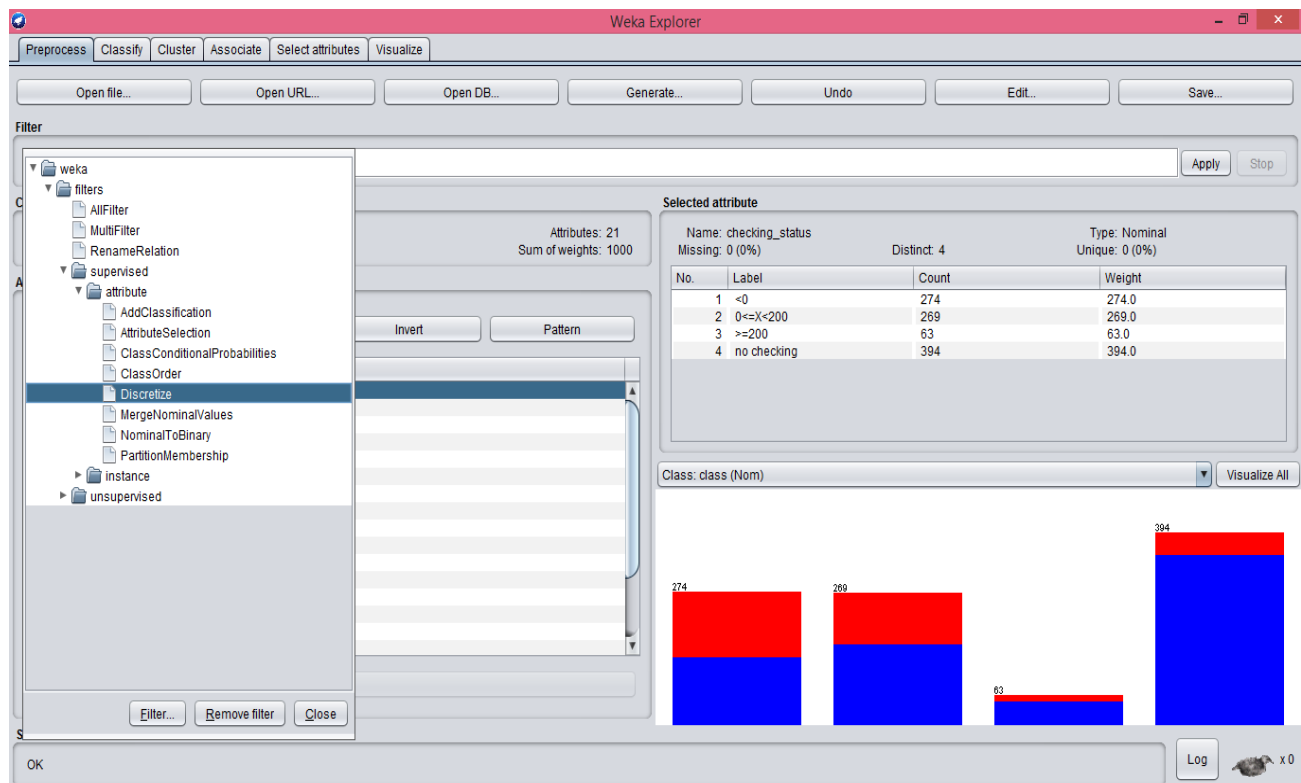 Weka Explorer
Preprocess Classify Cluster Associate Select attributes Visualize
Open file... Open URL... Open DB... Generate... Undo Edit... Save...
Filter
Apply Stop
weka
filters
AllFilter
MultiFilter
RenameRelation
supervised
attribute
AddClassification
AttributeSelection
ClassConditionalProbabilities
ClassOrder
Discretize
MergeNominalValues
NominalToBinary
PartitionMembership
instance
unsupervised
Filter... Remove filter Close
C
Attributes: 21
Sum of weights: 1000
A
Invert Pattern
Selected attribute
Name: checking_status Type: Nominal
Missing: 0 (0%) Distinct: 4 Unique: 0 (0%)
No. Label Count Weight
1 <0 274 274.0
2 0<=X<200 269 269.0
3 >=200 63 63.0
4 no checking 394 394.0
Class: class (Nom) Visualize All
274 269 63 394
S
OK
Log x 0